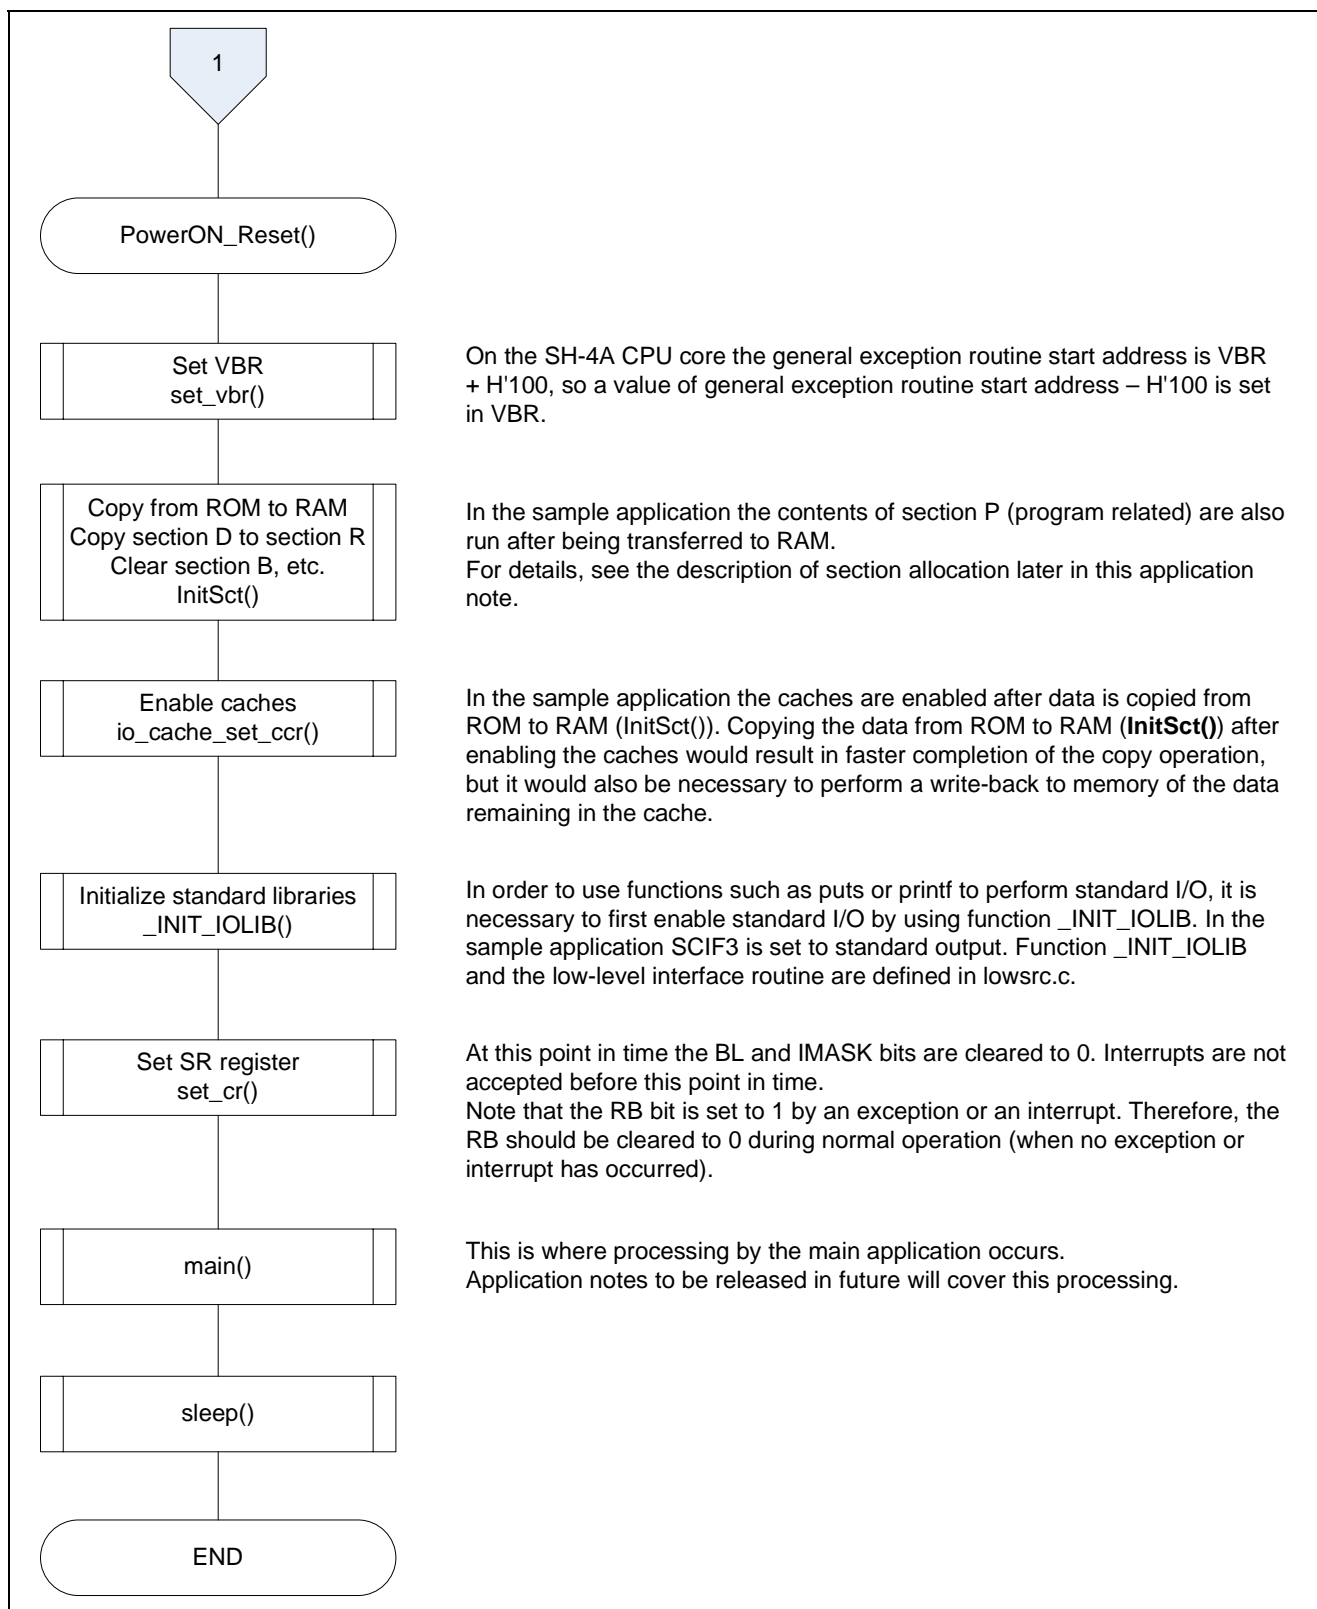 1
PowerON_Reset()
Set VBR
set_vbr()
On the SH-4A CPU core the general exception routine start address is VBR
+ H'100, so a value of general exception routine start address – H'100 is set
in VBR.
Copy from ROM to RAM
Copy section D to section R
Clear section B, etc.
InitSct()
In the sample application the contents of section P (program related) are also
run after being transferred to RAM.
For details, see the description of section allocation later in this application
note.
Enable caches
io_cache_set_ccr()
In the sample application the caches are enabled after data is copied from
ROM to RAM (InitSct()). Copying the data from ROM to RAM (InitSct()) after
enabling the caches would result in faster completion of the copy operation,
but it would also be necessary to perform a write-back to memory of the data
remaining in the cache.
Initialize standard libraries
_INIT_IOLIB()
In order to use functions such as puts or printf to perform standard I/O, it is
necessary to first enable standard I/O by using function _INIT_IOLIB. In the
sample application SCIF3 is set to standard output. Function _INIT_IOLIB
and the low-level interface routine are defined in lowsrc.c.
Set SR register
set_cr()
At this point in time the BL and IMASK bits are cleared to 0. Interrupts are not
accepted before this point in time.
Note that the RB bit is set to 1 by an exception or an interrupt. Therefore, the
RB should be cleared to 0 during normal operation (when no exception or
interrupt has occurred).
main()
This is where processing by the main application occurs.
Application notes to be released in future will cover this processing.
sleep()
END